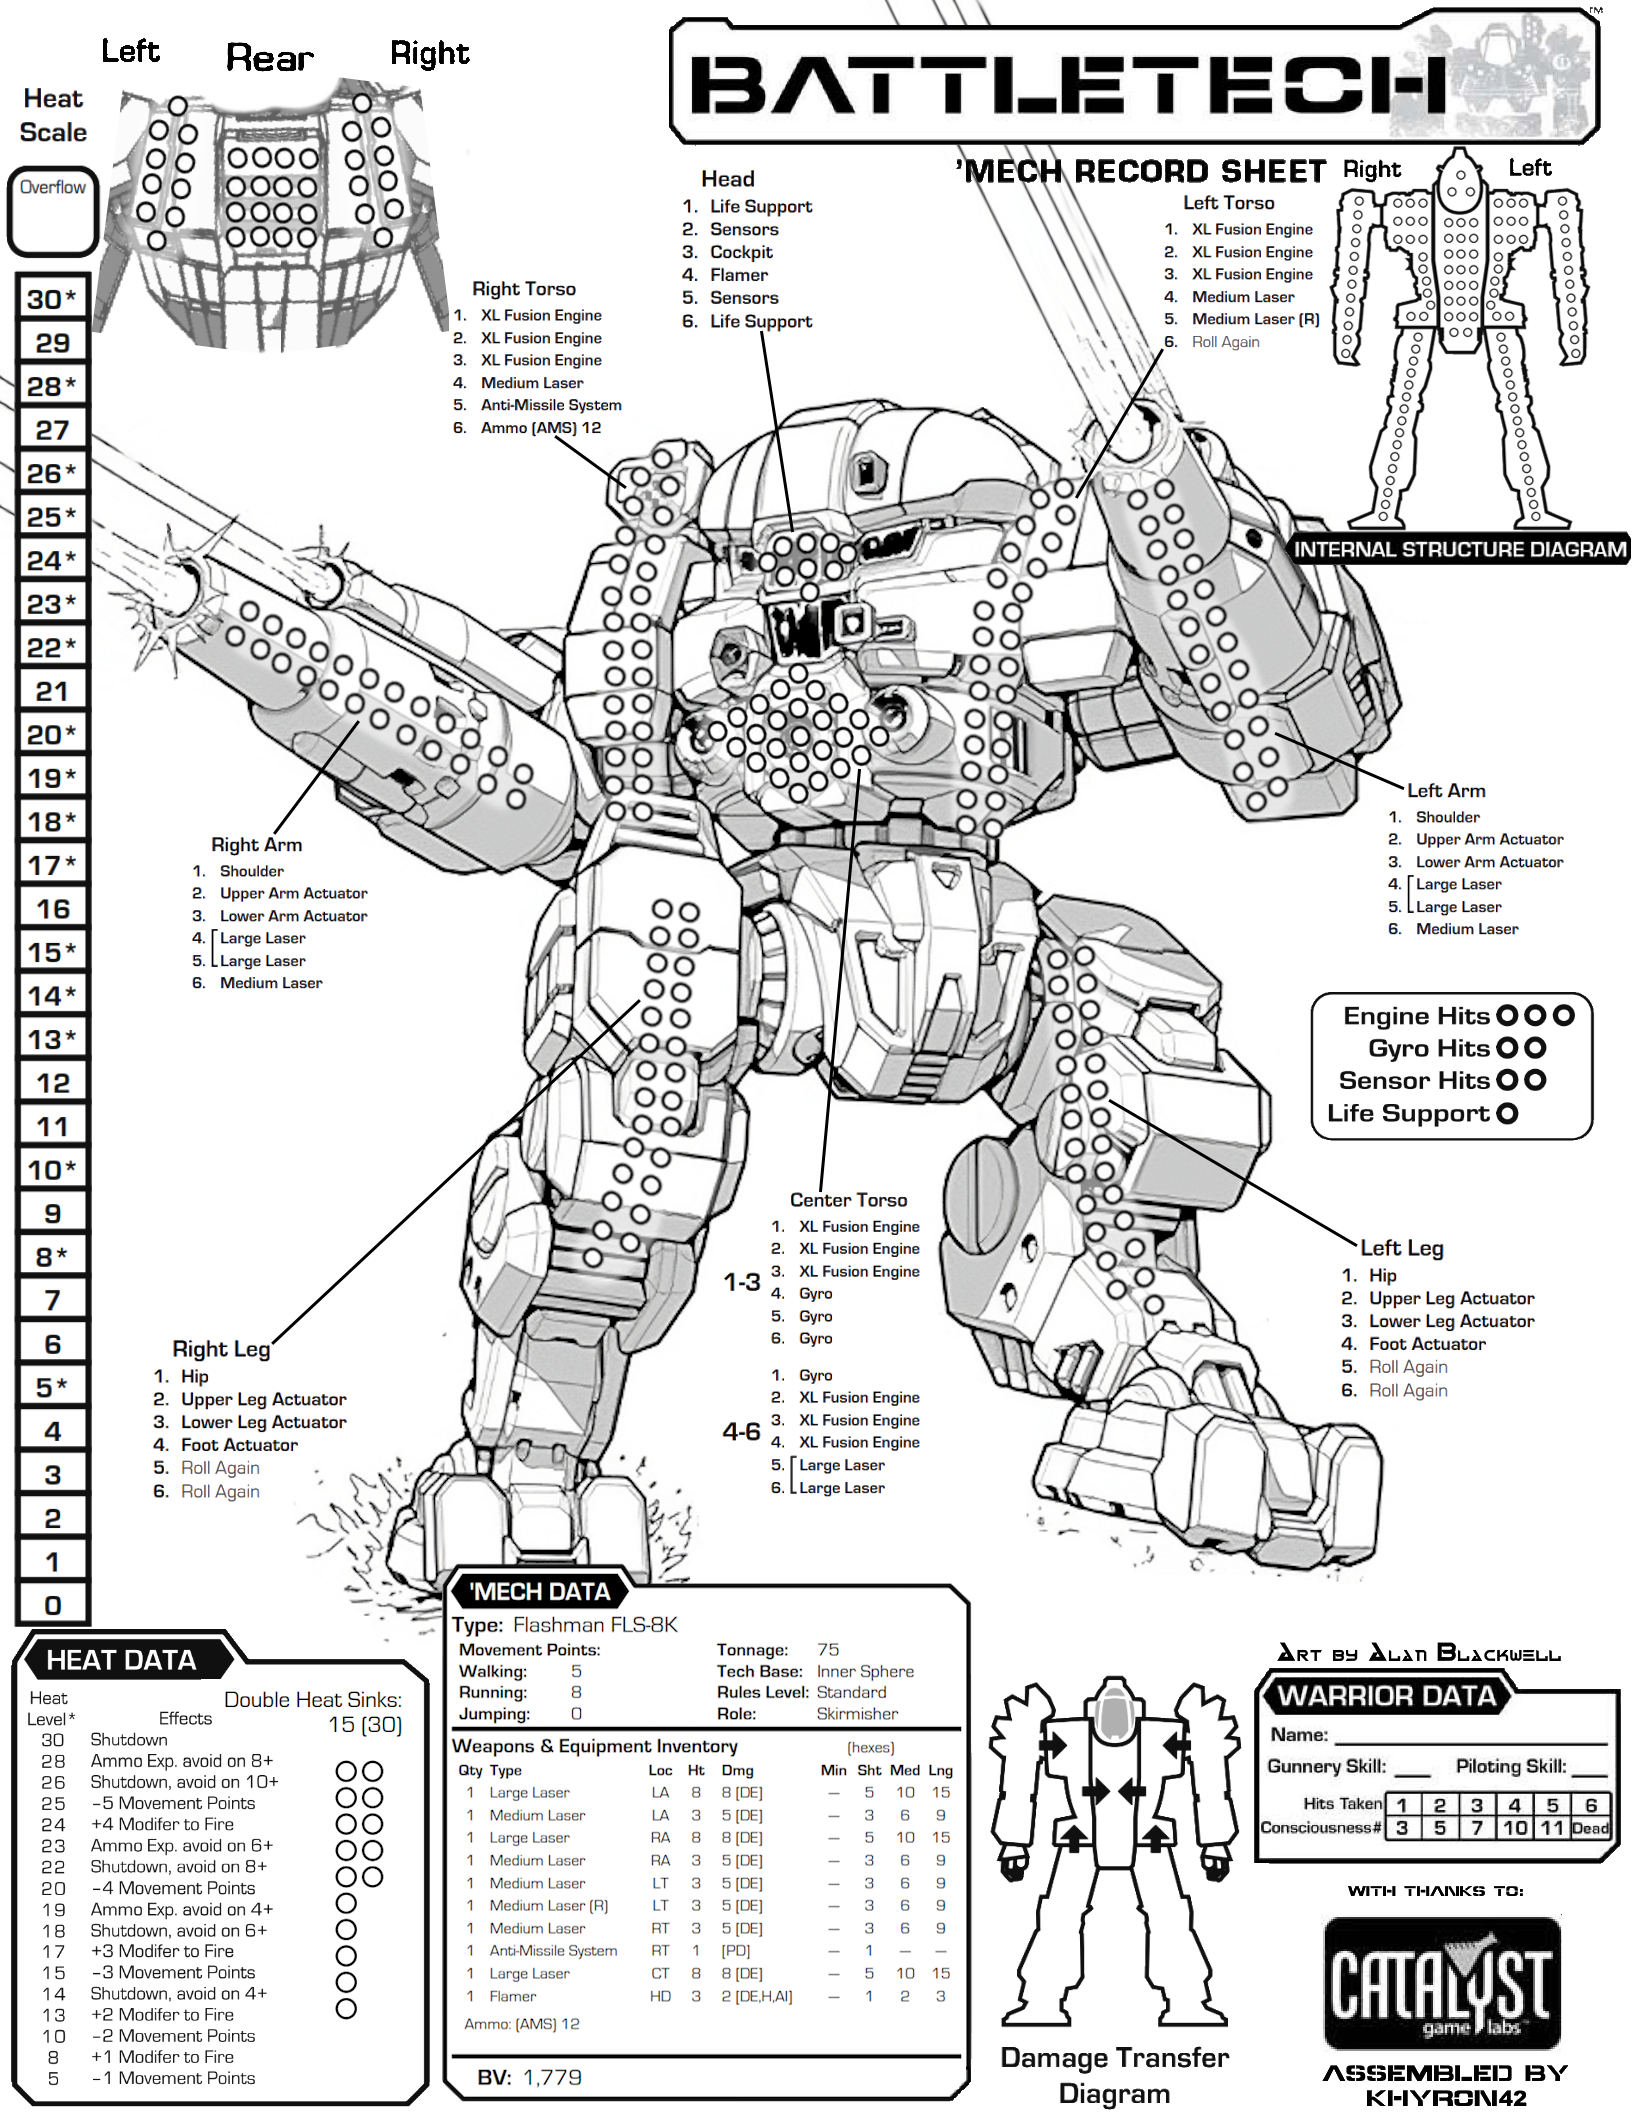 Left Rear Right
BATTLETECH
TM
'MECH RECORD SHEET
Heat
Scale
Overflow
30*
29
28*
27
26*
25*
24*
23*
22*
21
20*
19*
18*
17*
16
15*
14*
13*
12
11
10*
9
8*
7
6
5*
4
3
2
1
0
Head
1. Life Support
2. Sensors
3. Cockpit
4. Flamer
5. Sensors
6. Life Support
Right Torso
1. XL Fusion Engine
2. XL Fusion Engine
3. XL Fusion Engine
4. Medium Laser
5. Anti-Missile System
6. Ammo (AMS) 12
Left Torso
1. XL Fusion Engine
2. XL Fusion Engine
3. XL Fusion Engine
4. Medium Laser
5. Medium Laser (R)
6. Roll Again
Right Left
INTERNAL STRUCTURE DIAGRAM
Right Arm
1. Shoulder
2. Upper Arm Actuator
3. Lower Arm Actuator
4. Large Laser
5. Large Laser
6. Medium Laser
Left Arm
1. Shoulder
2. Upper Arm Actuator
3. Lower Arm Actuator
4. Large Laser
5. Large Laser
6. Medium Laser
Engine Hits
Gyro Hits
Sensor Hits
Life Support
Center Torso
1-3
1. XL Fusion Engine
2. XL Fusion Engine
3. XL Fusion Engine
4. Gyro
5. Gyro
6. Gyro
4-6
1. Gyro
2. XL Fusion Engine
3. XL Fusion Engine
4. XL Fusion Engine
5. Large Laser
6. Large Laser
Right Leg
1. Hip
2. Upper Leg Actuator
3. Lower Leg Actuator
4. Foot Actuator
5. Roll Again
6. Roll Again
Left Leg
1. Hip
2. Upper Leg Actuator
3. Lower Leg Actuator
4. Foot Actuator
5. Roll Again
6. Roll Again
HEAT DATA
Heat
Level* Effects
Double Heat Sinks:
15 (30)
30 Shutdown
28 Ammo Exp. avoid on 8+
26 Shutdown, avoid on 10+
25 -5 Movement Points
24 +4 Modifer to Fire
23 Ammo Exp. avoid on 6+
22 Shutdown, avoid on 8+
20 -4 Movement Points
19 Ammo Exp. avoid on 4+
18 Shutdown, avoid on 6+
17 +3 Modifer to Fire
15 -3 Movement Points
14 Shutdown, avoid on 4+
13 +2 Modifer to Fire
10 -2 Movement Points
8 +1 Modifer to Fire
5 -1 Movement Points
'MECH DATA
Type: Flashman FLS-8K
Movement Points: Tonnage: 75
Walking: 5 Tech Base: Inner Sphere
Running: 8 Rules Level: Standard
Jumping: 0 Role: Skirmisher
Weapons & Equipment Inventory (hexes)
Qty Type Loc Ht Dmg Min Sht Med Lng
1 Large Laser LA 8 8 [DE] — 5 10 15
1 Medium Laser LA 3 5 [DE] — 3 6 9
1 Large Laser RA 8 8 [DE] — 5 10 15
1 Medium Laser RA 3 5 [DE] — 3 6 9
1 Medium Laser LT 3 5 [DE] — 3 6 9
1 Medium Laser (R) LT 3 5 [DE] — 3 6 9
1 Medium Laser RT 3 5 [DE] — 3 6 9
1 Anti-Missile System RT 1 [PD] — 1 — —
1 Large Laser CT 8 8 [DE] — 5 10 15
1 Flamer HD 3 2 [DE,H,AI] — 1 2 3
Ammo: (AMS) 12
BV: 1,779
Damage Transfer
Diagram
Art by Alan Blackwell
WARRIOR DATA
Name:
Gunnery Skill: Piloting Skill:
Hits Taken 1 2 3 4 5 6
Consciousness# 3 5 7 10 11 Dead
WITH THANKS TO:
CATALYST
game labs
ASSEMBLED BY
KHYRON42